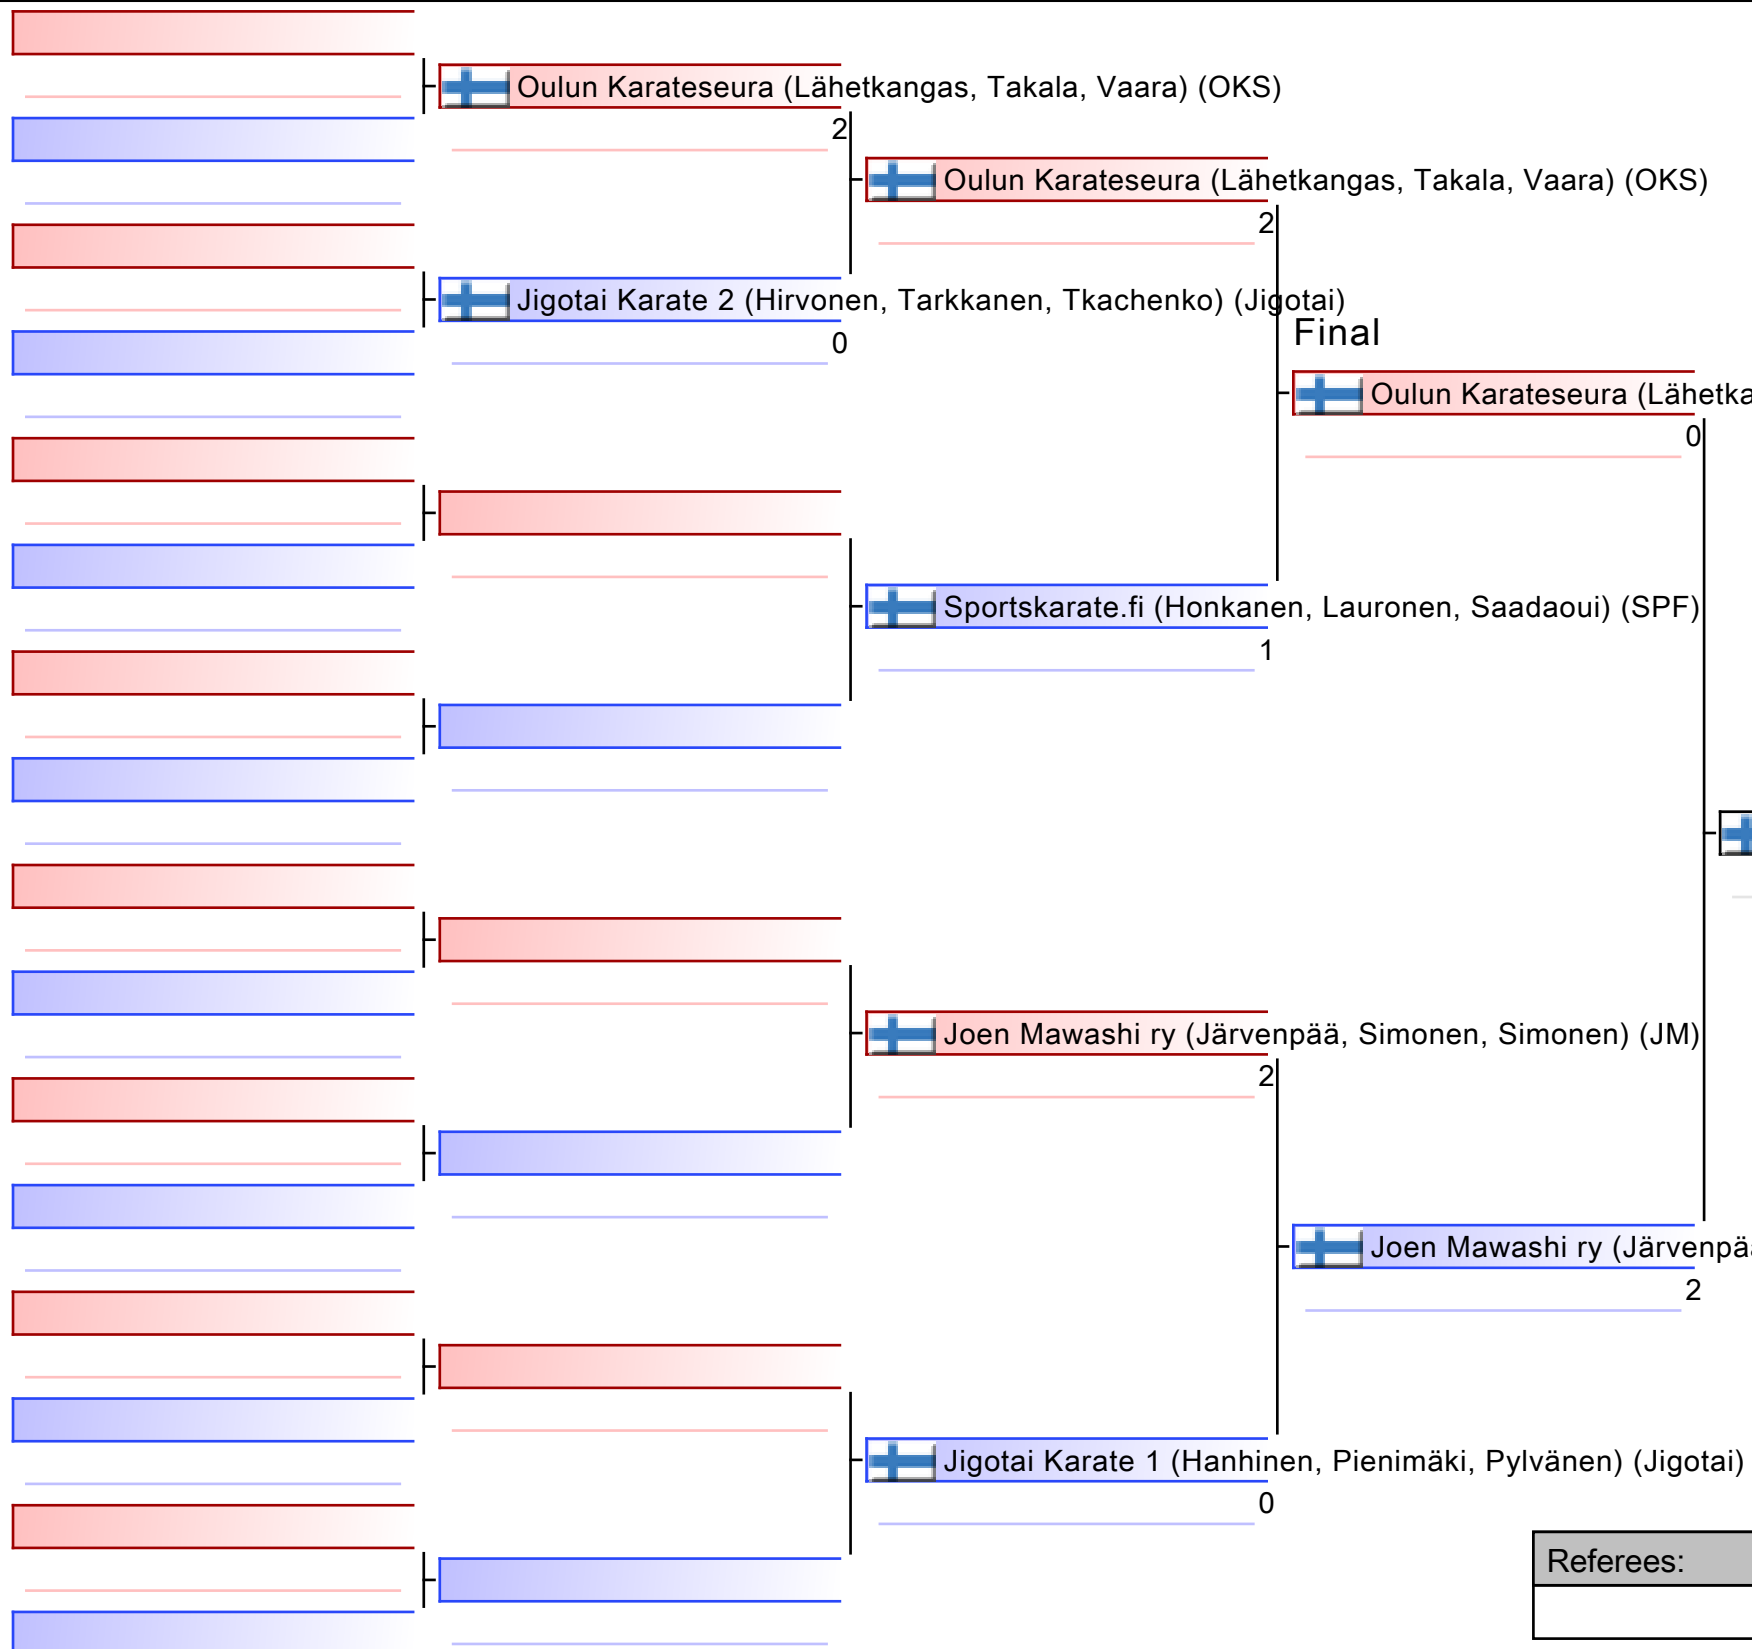 Oulun Karateseura (Lähetkangas, Takala, Vaara) (OKS)
2
Oulun Karateseura (Lähetkangas, Takala, Vaara) (OKS)
2
Jigotai Karate 2 (Hirvonen, Tarkkanen, Tkachenko) (Jigotai)
0
Final
Oulun Karateseura (Lähetka
0
Sportskarate.fi (Honkanen, Lauronen, Saadaoui) (SPF)
1
Joen Mawashi ry (Järvenpää, Simonen, Simonen) (JM)
2
Joen Mawashi ry (Järvenpää
2
Jigotai Karate 1 (Hanhinen, Pienimäki, Pylvänen) (Jigotai)
0
Referees: